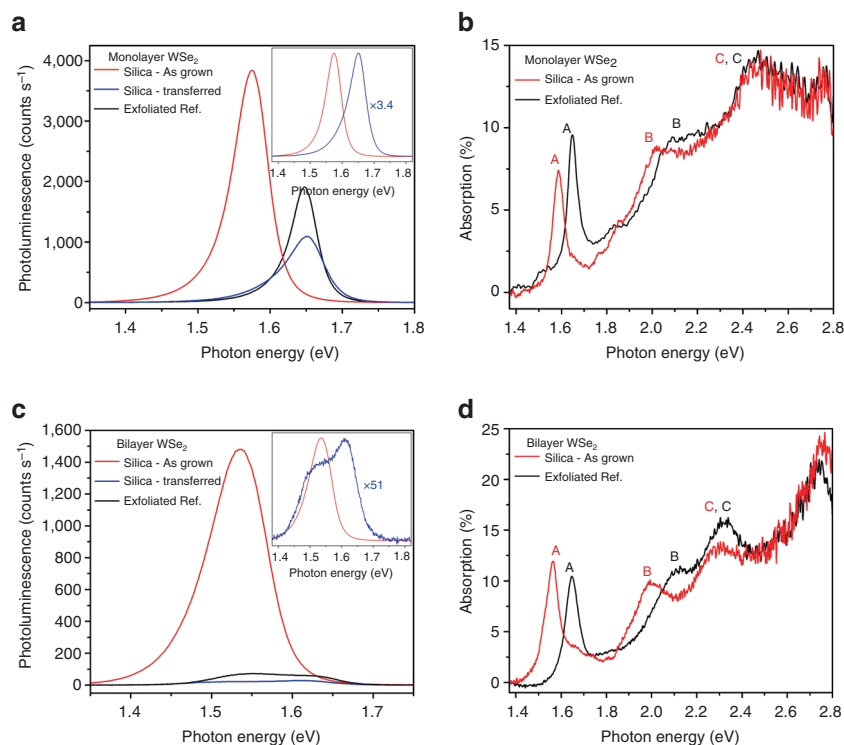 a
Monolayer WSe₂
Silica - As grown
Silica - transferred
Exfoliated Ref.
Photoluminescence (counts s⁻¹)
4,000
3,000
2,000
1,000
0
1.4 1.5 1.6 1.7 1.8
Photon energy (eV)
×3.4
1.4 1.5 1.6 1.7 1.8
Photon energy (eV)
b
Monolayer WSe2
Silica - As grown
Exfoliated Ref.
Absorption (%)
15
10
5
0
A
A
B
B
C, C
1.4 1.6 1.8 2.0 2.2 2.4 2.6 2.8
Photon energy (eV)
c
Bilayer WSe₂
Silica - As grown
Silica - transferred
Exfoliated Ref.
Photoluminescence (counts s⁻¹)
1,600
1,400
1,200
1,000
800
600
400
200
0
1.4 1.5 1.6 1.7
Photon energy (eV)
×51
1.4 1.5 1.6 1.7 1.8
Photon energy (eV)
d
Bilayer WSe₂
Silica - As grown
Exfoliated Ref.
Absorption (%)
25
20
15
10
5
0
A
A
B
B
C, C
1.4 1.6 1.8 2.0 2.2 2.4 2.6 2.8
Photon energy (eV)